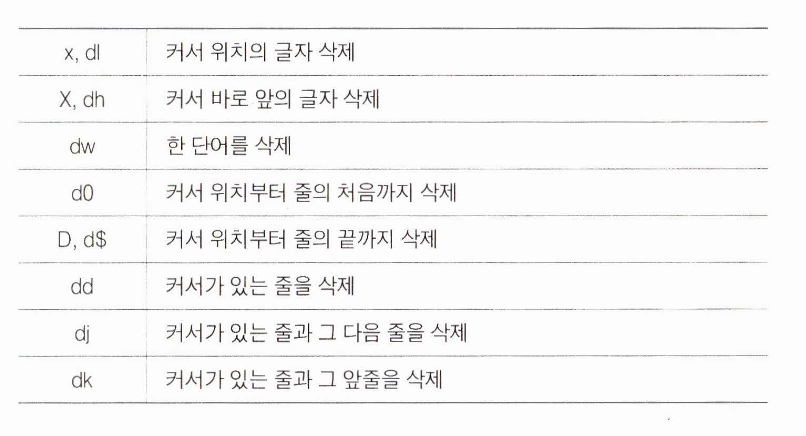 x, dl 커서 위치의 글자 삭제
X, dh 커서 바로 앞의 글자 삭제
dw 한 단어를 삭제
d0 커서 위치부터 줄의 처음까지 삭제
D, d$ 커서 위치부터 줄의 끝까지 삭제
dd 커서가 있는 줄을 삭제
dj 커서가 있는 줄과 그 다음 줄을 삭제
dk 커서가 있는 줄과 그 앞줄을 삭제